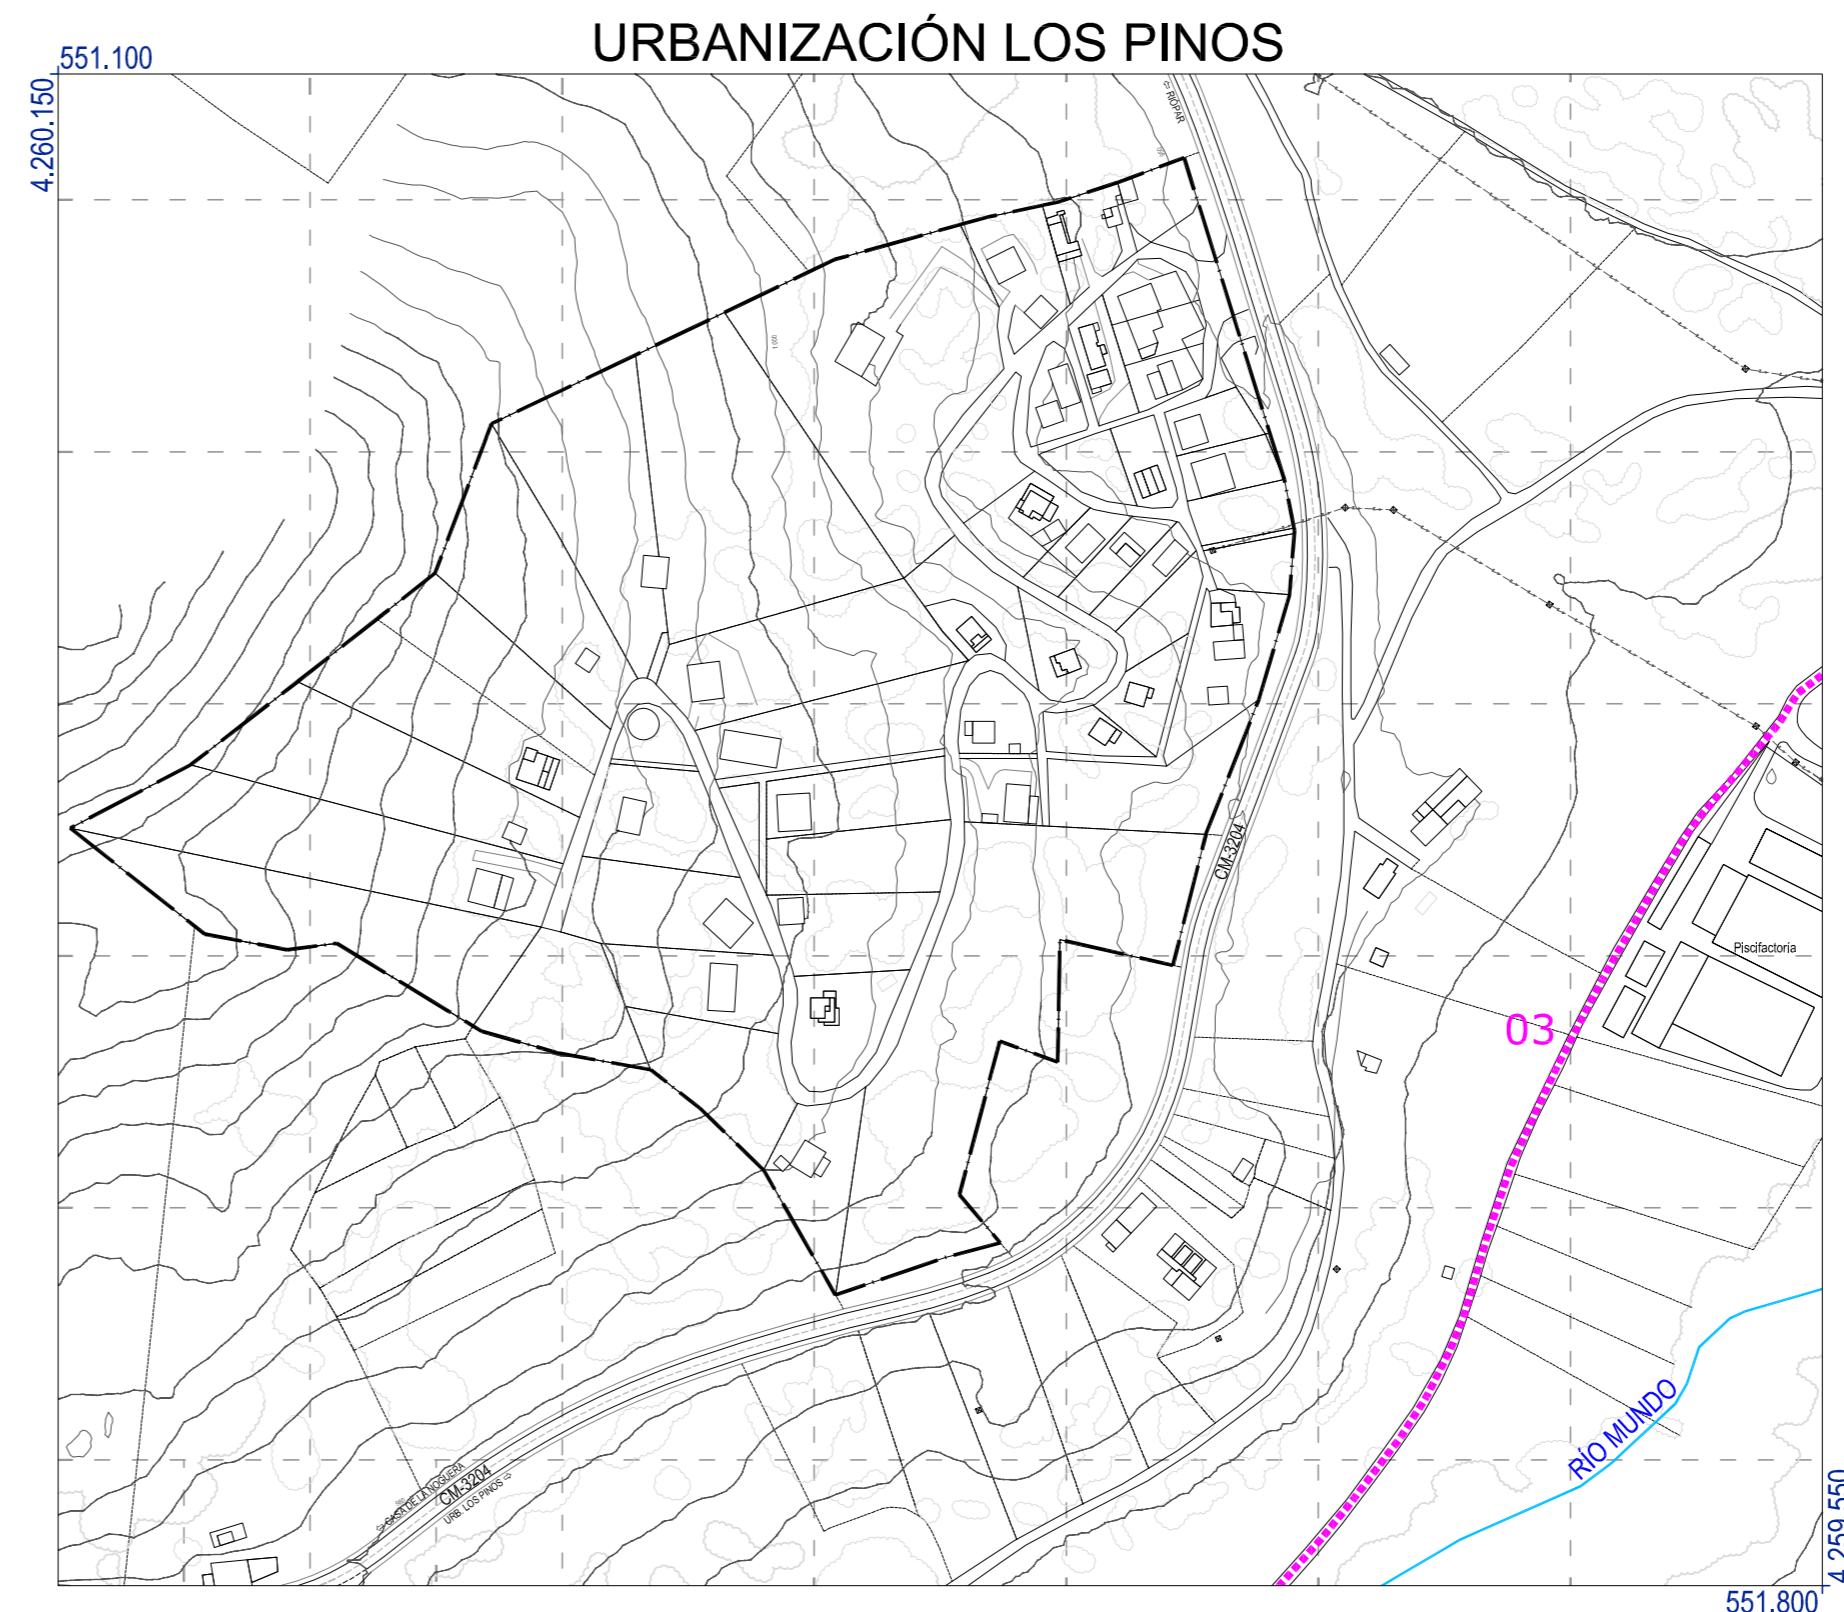 URBANIZACIÓN LOS PINOS
551.100
4.260.150
⇦ RIÓPAR
CM-3204
Piscifactoría
03
RÍO MUNDO
⇦ CASA DE LA NOGUERA
CM-3204
URB. LOS PINOS ⇨
4.259.550
551.800